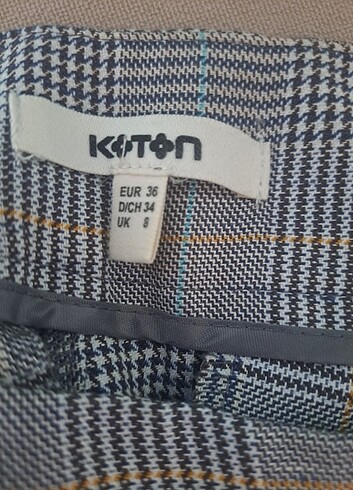 KOTON
EUR 36
D/CH 34
UK 8